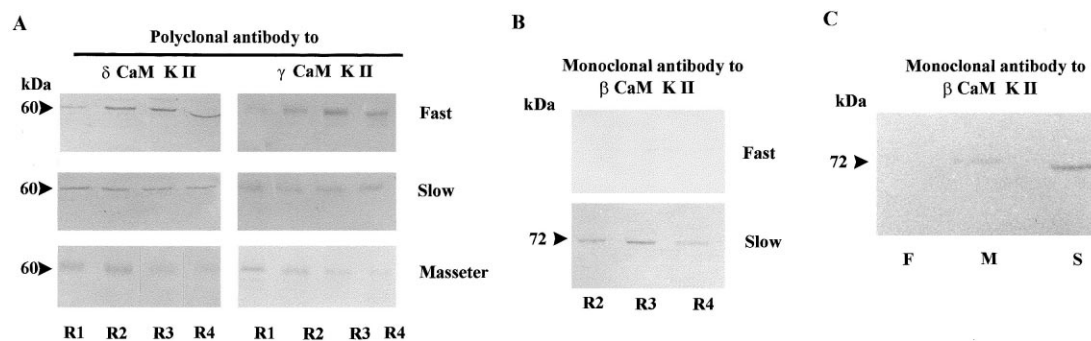 A
Polyclonal antibody to
δ CaM K II
γ CaM K II
kDa
60
Fast
60
Slow
60
Masseter
R1 R2 R3 R4
R1 R2 R3 R4
B
Monoclonal antibody to
β CaM K II
kDa
Fast
72
Slow
R2 R3 R4
C
Monoclonal antibody to
β CaM K II
kDa
72
F M S